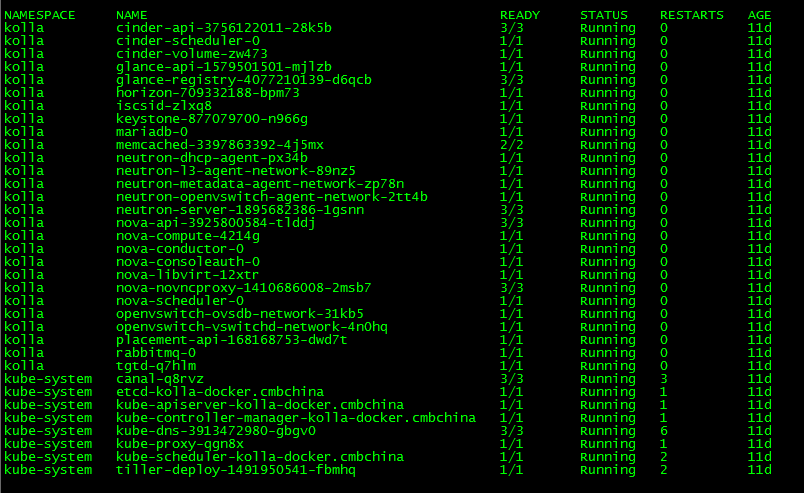 NAMESPACE NAME READY STATUS RESTARTS AGE
kolla cinder-api-3756122011-28k5b 3/3 Running 0 11d
kolla cinder-scheduler-0 1/1 Running 0 11d
kolla cinder-volume-zw473 1/1 Running 0 11d
kolla glance-api-1579501501-mjlzb 1/1 Running 0 11d
kolla glance-registry-4077210139-d6qcb 3/3 Running 0 11d
kolla horizon-709332188-bpm73 1/1 Running 0 11d
kolla iscsid-zlxq8 1/1 Running 0 11d
kolla keystone-877079700-n966g 1/1 Running 0 11d
kolla mariadb-0 1/1 Running 0 11d
kolla memcached-3397863392-4j5mx 2/2 Running 0 11d
kolla neutron-dhcp-agent-px34b 1/1 Running 0 11d
kolla neutron-l3-agent-network-89nz5 1/1 Running 0 11d
kolla neutron-metadata-agent-network-zp78n 1/1 Running 0 11d
kolla neutron-openvswitch-agent-network-2tt4b 1/1 Running 0 11d
kolla neutron-server-1895682386-1gsnn 3/3 Running 0 11d
kolla nova-api-3925800584-tlddj 3/3 Running 0 11d
kolla nova-compute-4214g 1/1 Running 0 11d
kolla nova-conductor-0 1/1 Running 0 11d
kolla nova-consoleauth-0 1/1 Running 0 11d
kolla nova-libvirt-12xtr 1/1 Running 0 11d
kolla nova-novncproxy-1410686008-2msb7 3/3 Running 0 11d
kolla nova-scheduler-0 1/1 Running 0 11d
kolla openvswitch-ovsdb-network-31kb5 1/1 Running 0 11d
kolla openvswitch-vswitchd-network-4n0hq 1/1 Running 0 11d
kolla placement-api-168168753-dwd7t 1/1 Running 0 11d
kolla rabbitmq-0 1/1 Running 0 11d
kolla tgtd-q7hlm 1/1 Running 0 11d
kube-system canal-q8rvz 3/3 Running 3 11d
kube-system etcd-kolla-docker.cmbchina 1/1 Running 1 11d
kube-system kube-apiserver-kolla-docker.cmbchina 1/1 Running 1 11d
kube-system kube-controller-manager-kolla-docker.cmbchina 1/1 Running 1 11d
kube-system kube-dns-3913472980-gbgv0 3/3 Running 6 11d
kube-system kube-proxy-qgn8x 1/1 Running 1 11d
kube-system kube-scheduler-kolla-docker.cmbchina 1/1 Running 2 11d
kube-system tiller-deploy-1491950541-fbmhq 1/1 Running 2 11d